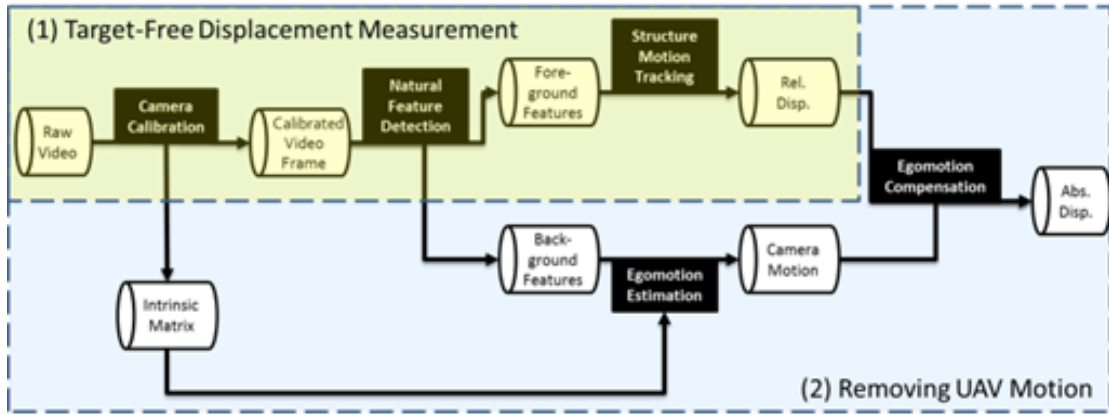 (1) Target-Free Displacement Measurement
Structure
Motion
Tracking
Fore-
ground
Features
Natural
Feature
Detection
Camera
Calibration
Raw
Video
Calibrated
Video
Frame
Rel.
Disp.
Egomotion
Compensation
Abs.
Disp.
Back-
ground
Features
Egomotion
Estimation
Camera
Motion
Intrinsic
Matrix
(2) Removing UAV Motion